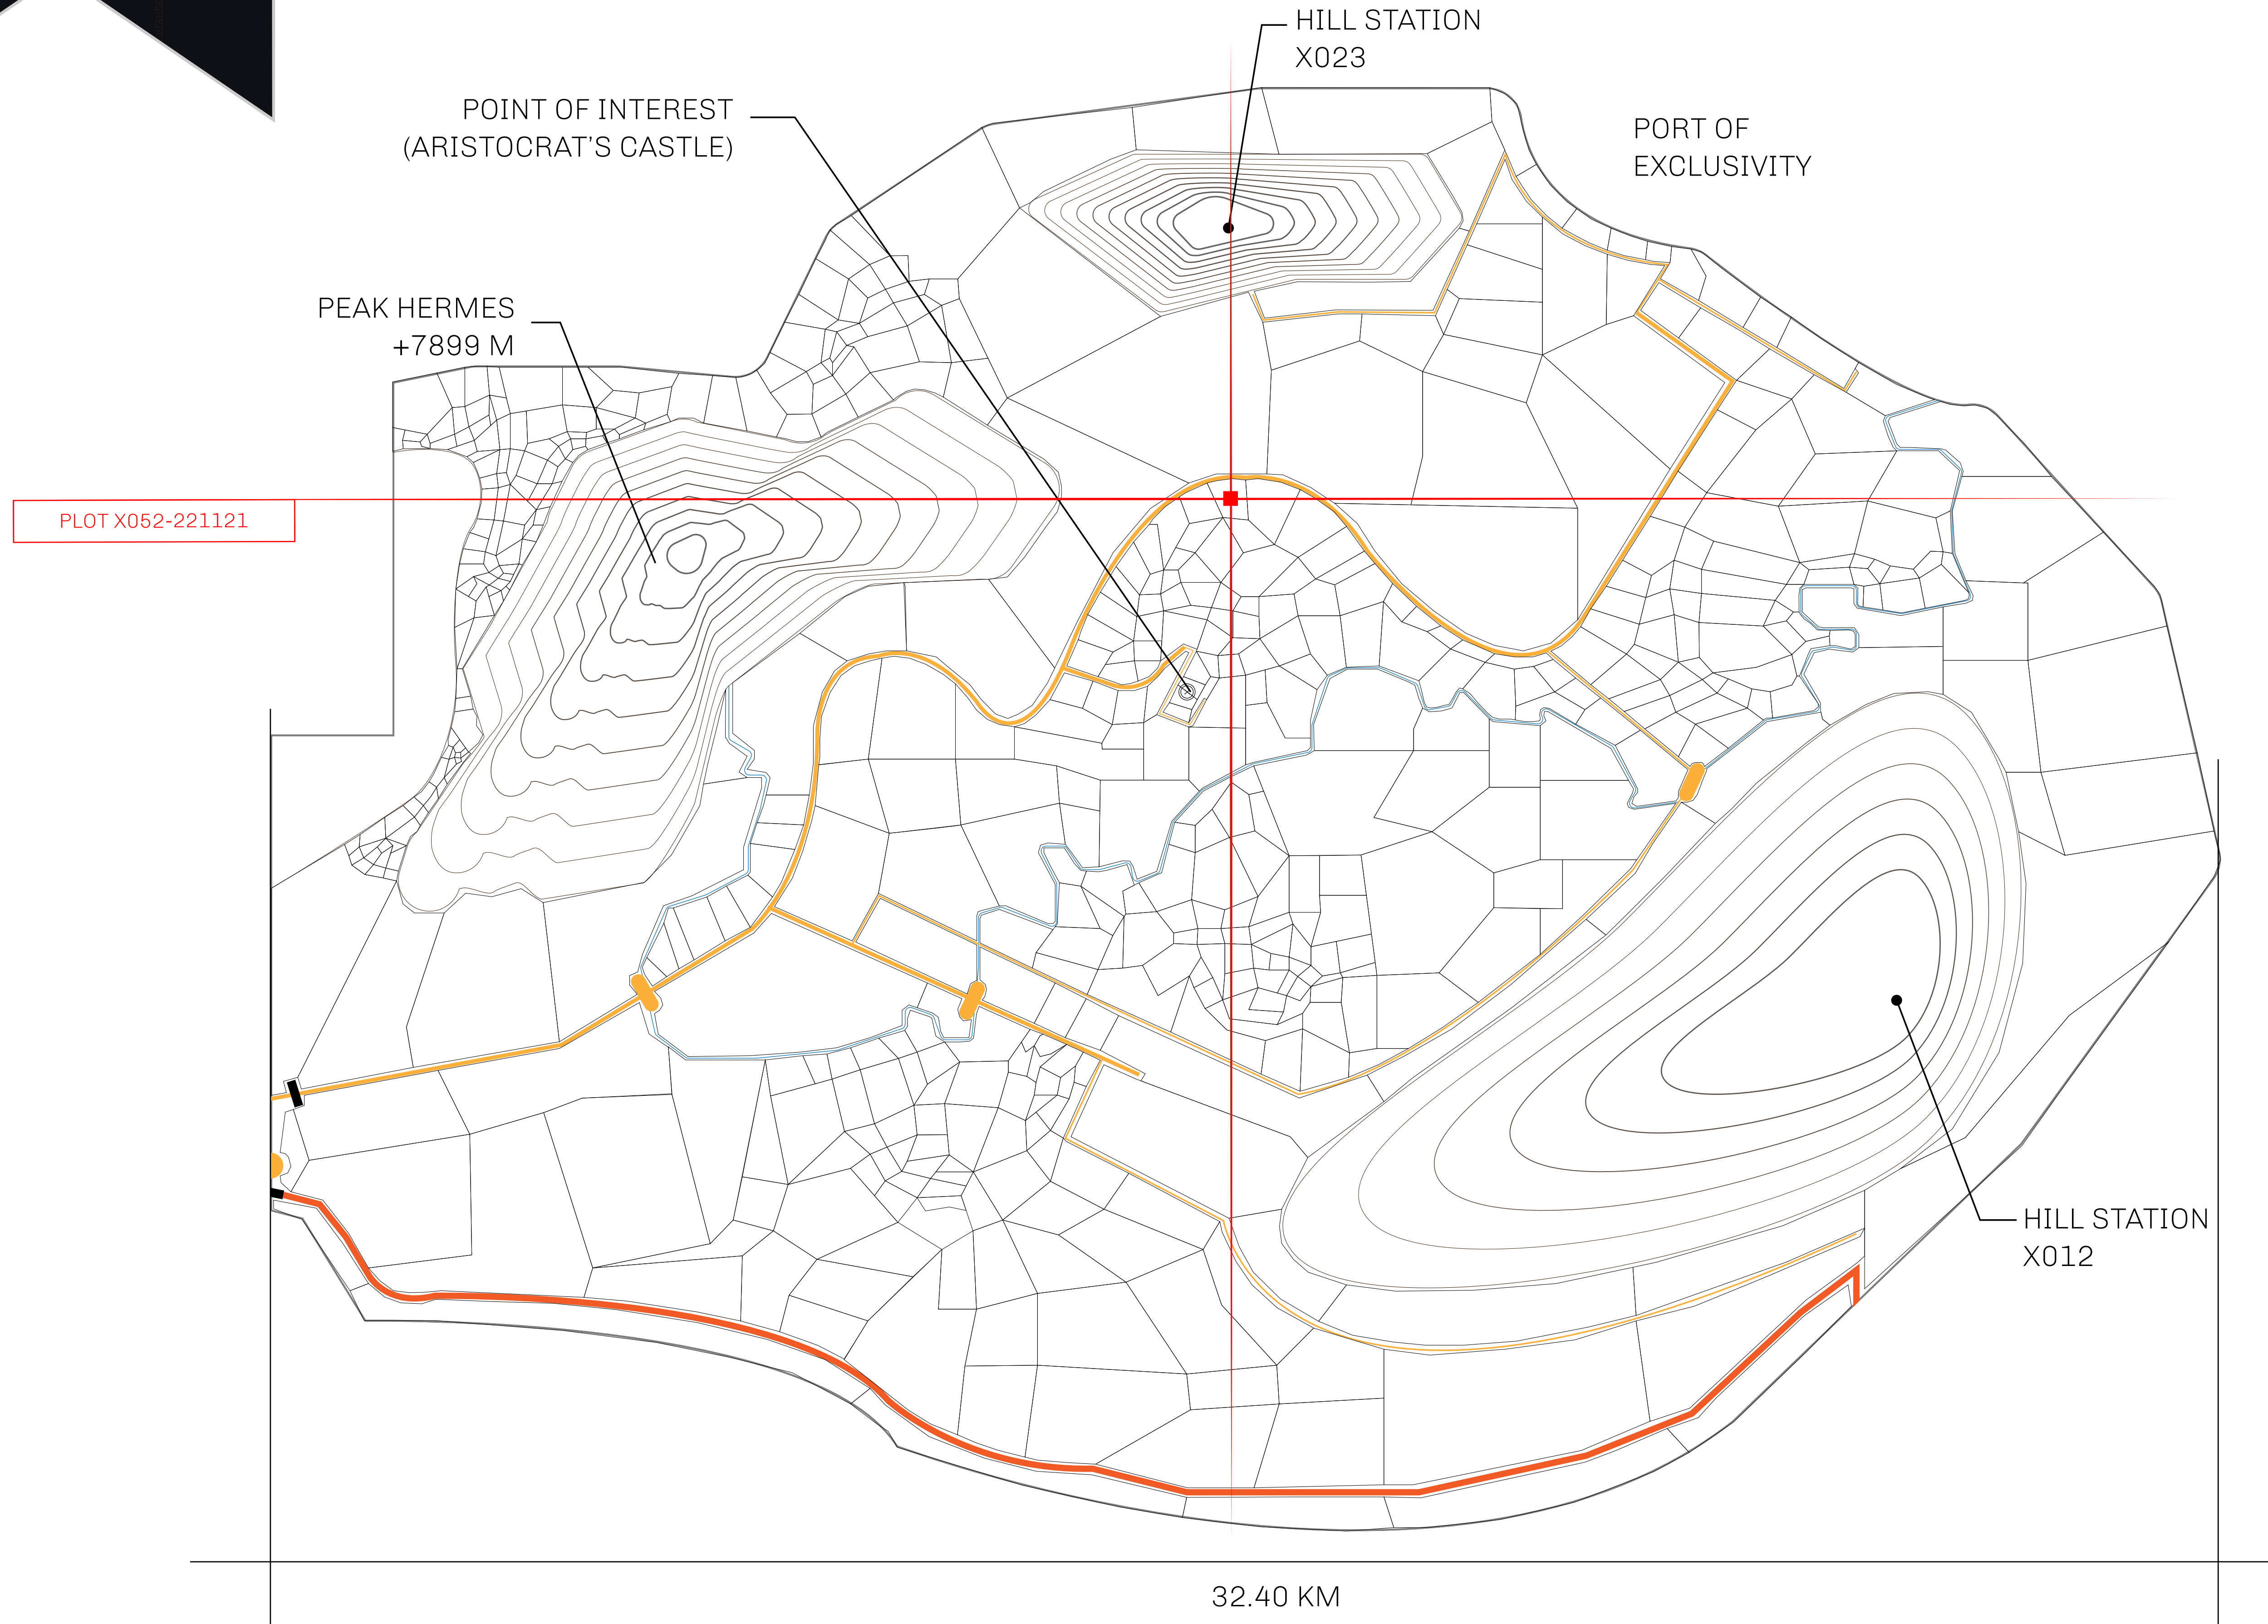 HILL STATION
X023
POINT OF INTEREST
(ARISTOCRAT'S CASTLE)
PORT OF
EXCLUSIVITY
PEAK HERMES
+7899 M
PLOT X052-221121
HILL STATION
X012
32.40 KM